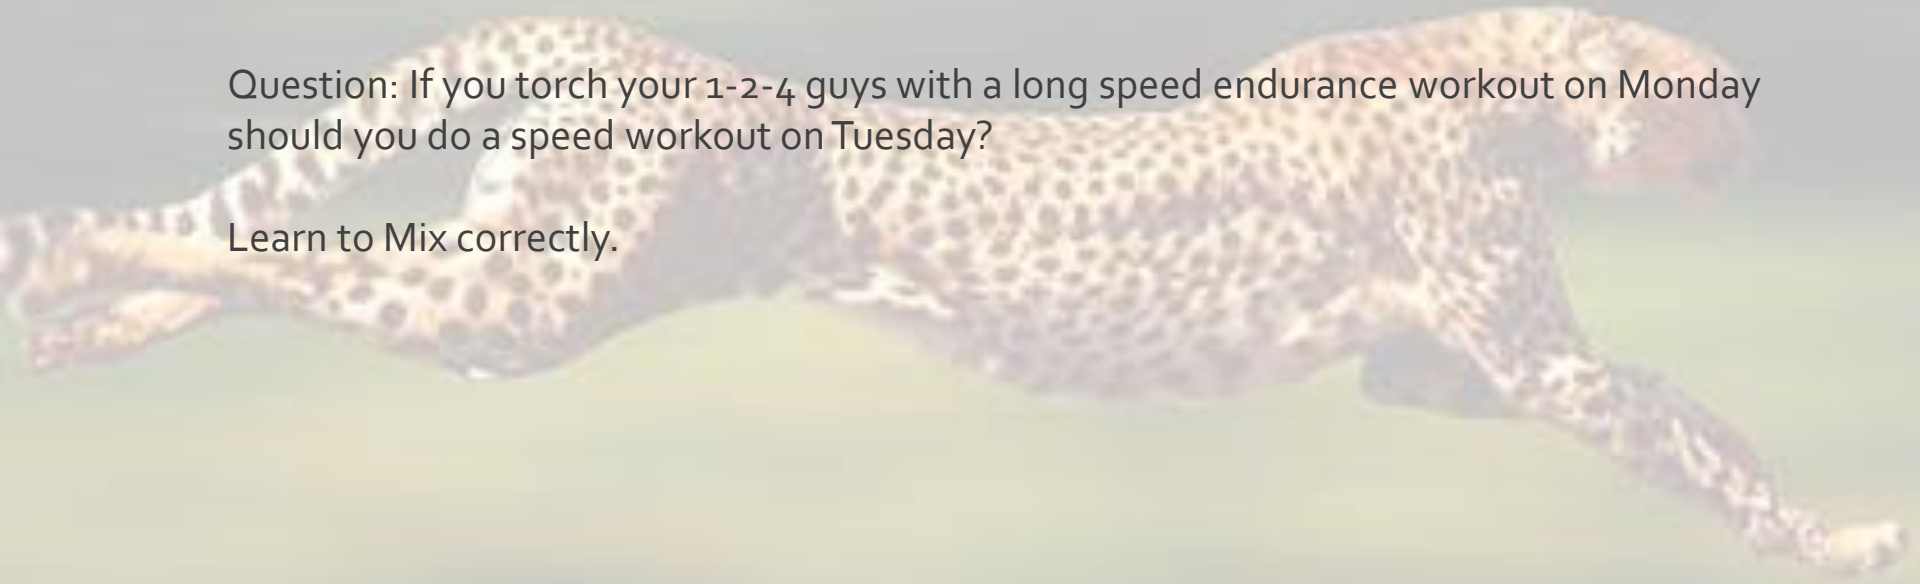 Question: If you torch your 1-2-4 guys with a long speed endurance workout on Monday
should you do a speed workout on Tuesday?
Learn to Mix correctly.